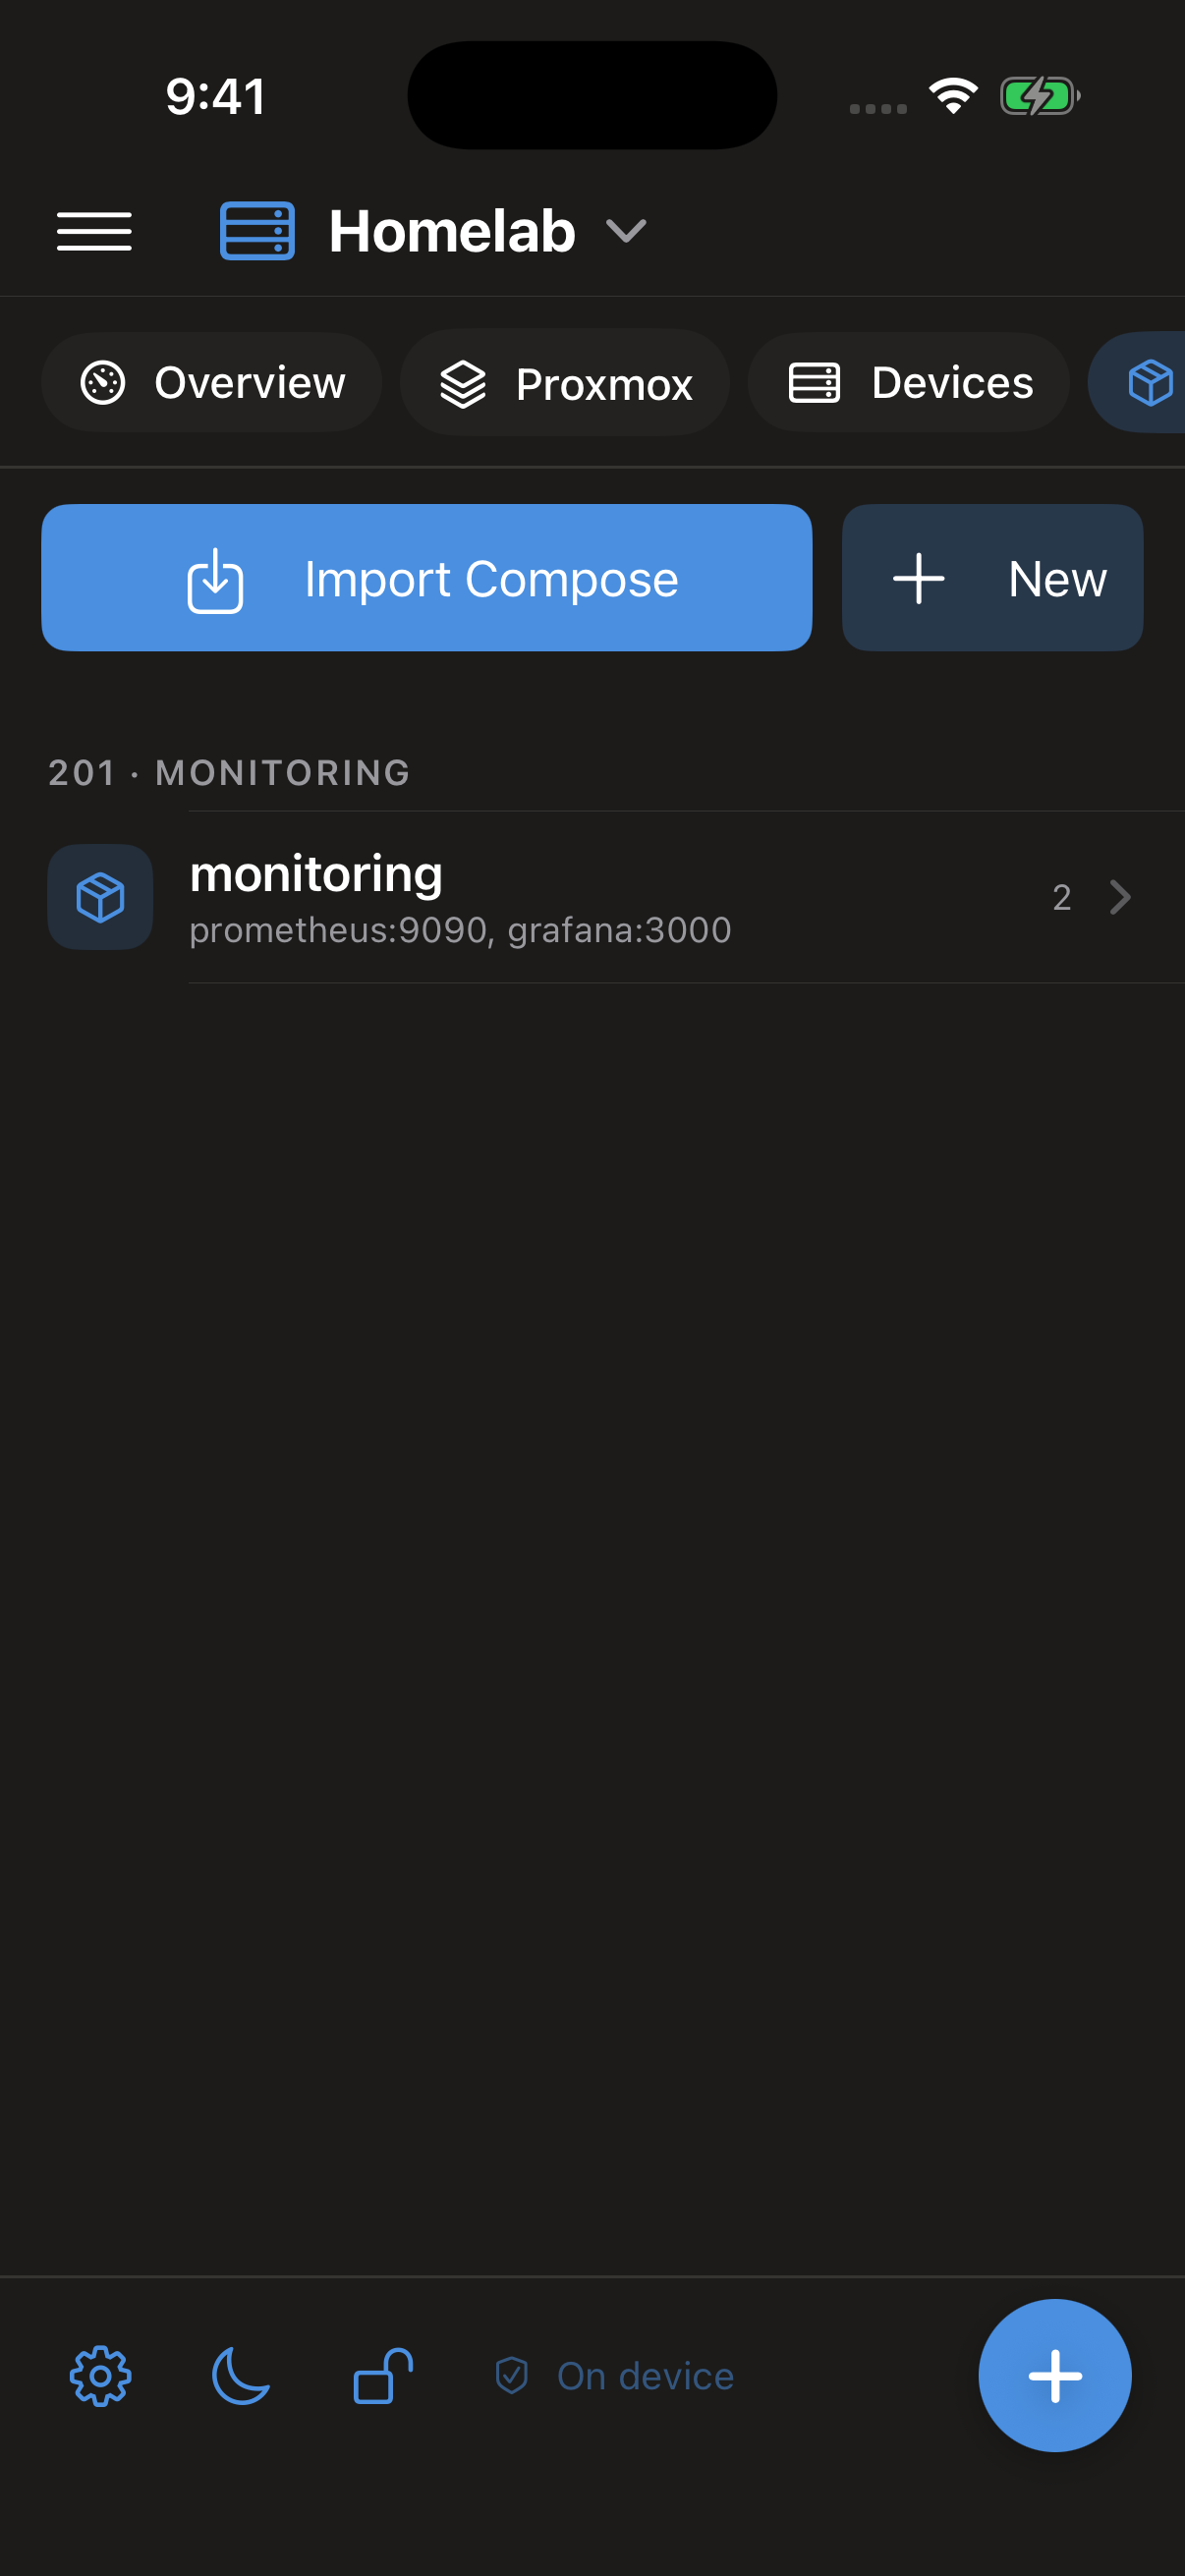 9:41
Homelab
Overview
Proxmox
Devices
Import Compose
New
201 · MONITORING
monitoring
prometheus:9090, grafana:3000
2
On device